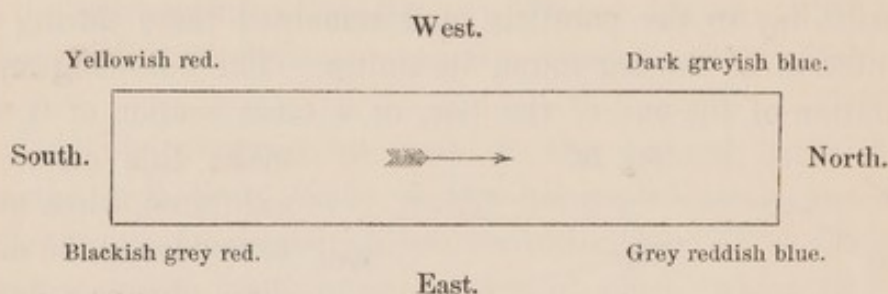 West.
Yellowish red. Dark greyish blue.
South. North.
Blackish grey red. Grey reddish blue.
East.